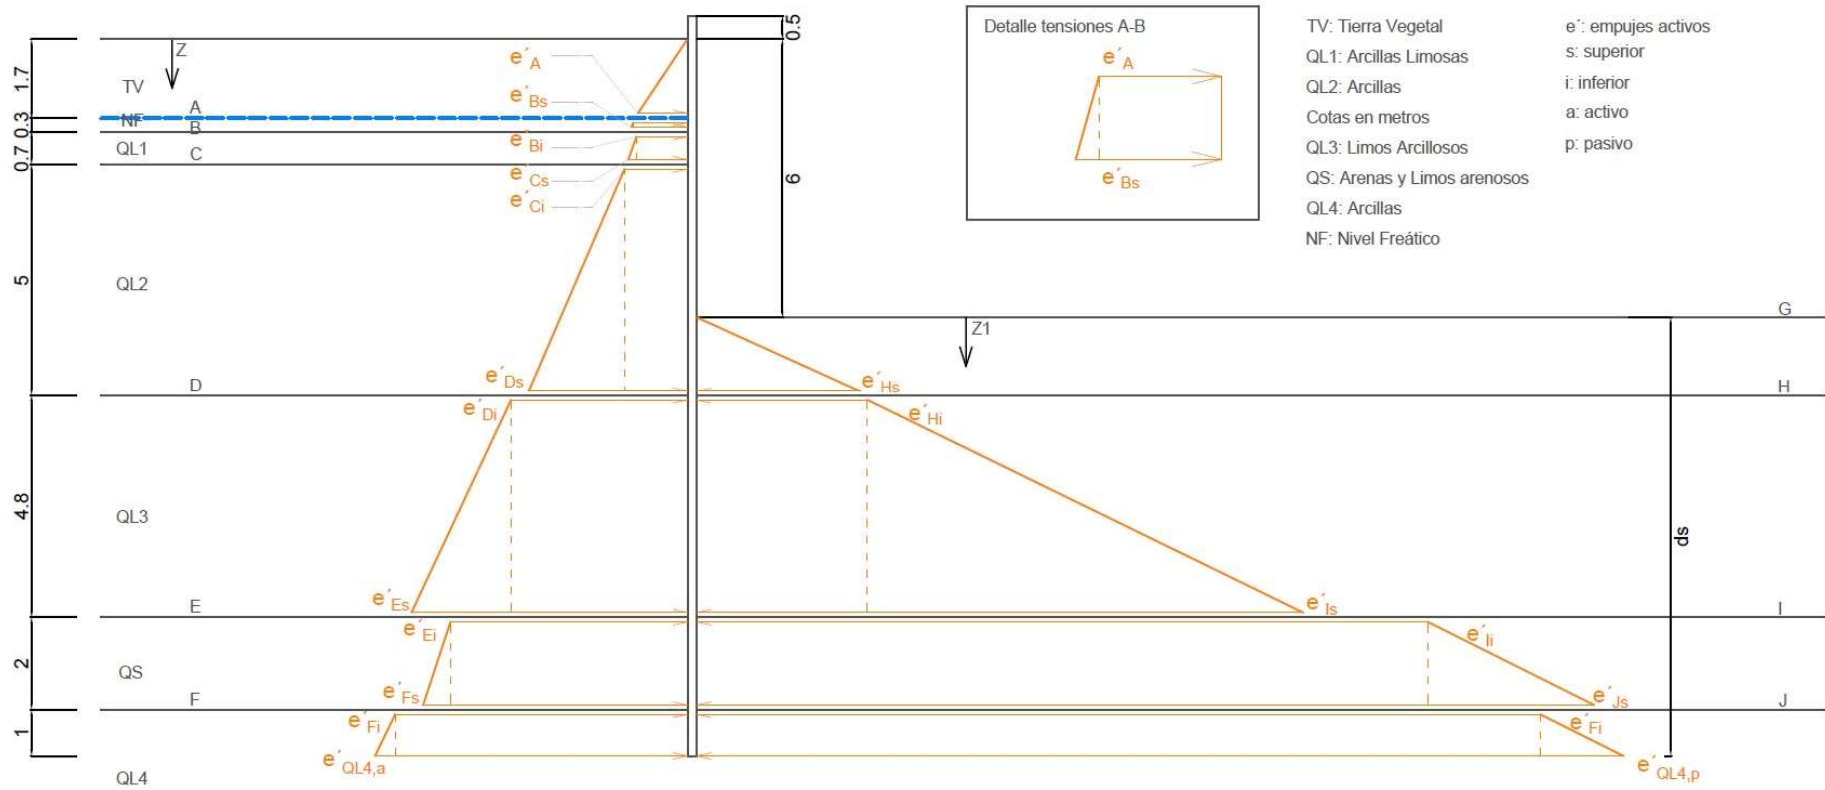 0.5
Detalle tensiones A-B
e´A
e´Bs
TV: Tierra Vegetal
QL1: Arcillas Limosas
QL2: Arcillas
Cotas en metros
QL3: Limos Arcillosos
QS: Arenas y Limos arenosos
QL4: Arcillas
NF: Nivel Freático
e´: empujes activos
s: superior
i: inferior
a: activo
p: pasivo
Z
1.7
TV
e´A
e´Bs
A
0.3
NF
B
e´Bi
0.7
QL1
C
e´Cs
e´Ci
6
5
QL2
G
Z1
D
e´Ds
e´Hs
H
e´Di
e´Hi
4.8
QL3
ds
E
e´Es
e´Is
I
e´Ei
e´Ii
2
QS
F
e´Fs
e´Js
J
e´Fi
e´Fi
1
e´QL4,a
e´QL4,p
QL4